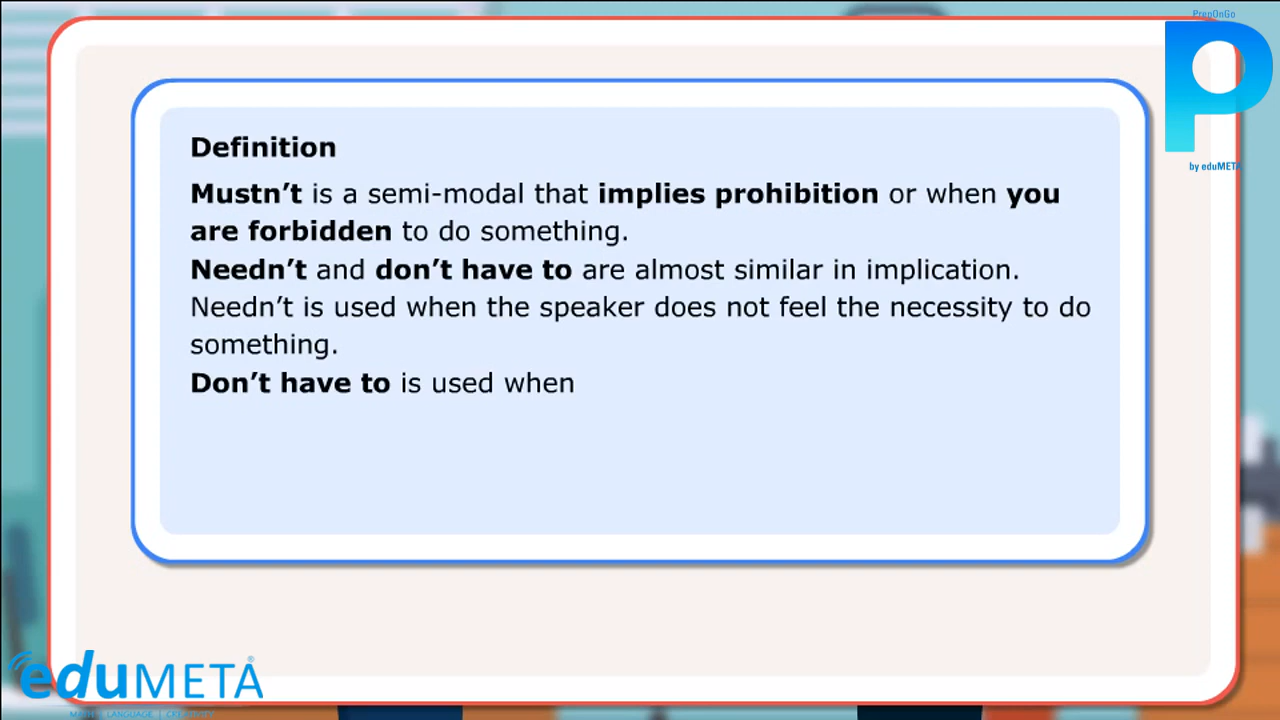 PrepOnGo
P
by eduMETA
Definition
Mustn’t is a semi-modal that implies prohibition or when you
are forbidden to do something.
Needn’t and don’t have to are almost similar in implication.
Needn’t is used when the speaker does not feel the necessity to do
something.
Don’t have to is used when
eduMETA®